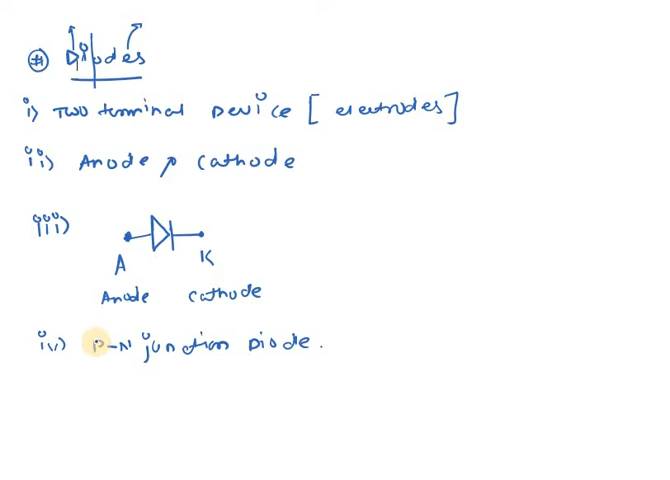 # Diodes
i) Two terminal Device [electrodes]
ii) Anode, Cathode
iii)
A K
Anode Cathode
iv) P-N junction Diode.